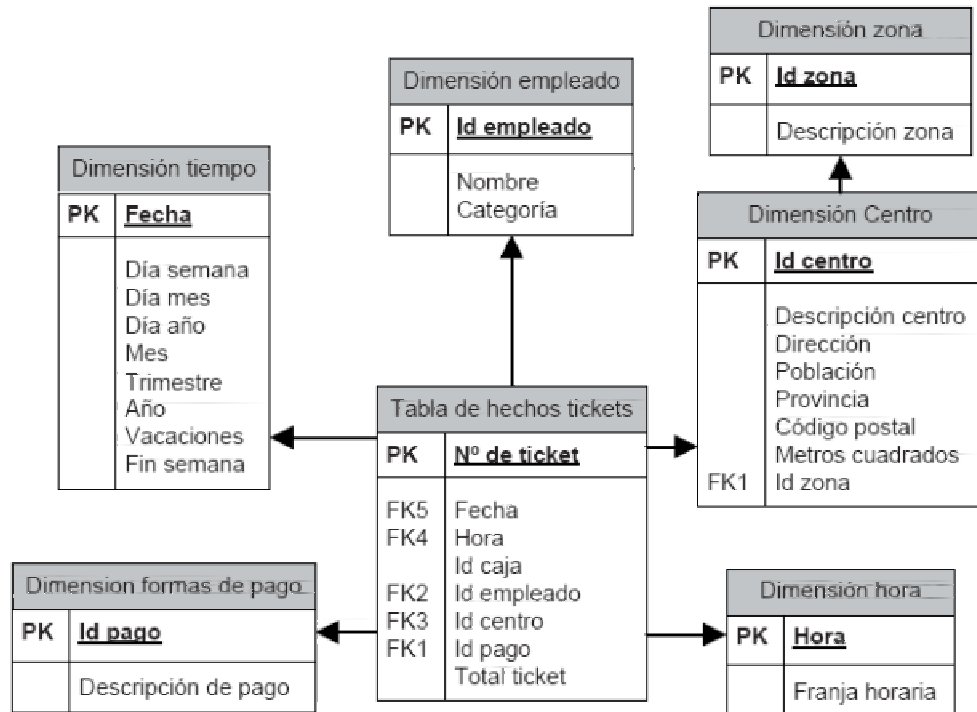 Dimensión zona
PK Id zona
Descripción zona
Dimensión empleado
PK Id empleado
Nombre
Categoría
Dimensión tiempo
PK Fecha
Día semana
Día mes
Día año
Mes
Trimestre
Año
Vacaciones
Fin semana
Dimensión Centro
PK Id centro
Descripción centro
Dirección
Población
Provincia
Código postal
Metros cuadrados
FK1 Id zona
Tabla de hechos tickets
PK Nº de ticket
FK5 Fecha
FK4 Hora
Id caja
FK2 Id empleado
FK3 Id centro
FK1 Id pago
Total ticket
Dimension formas de pago
PK Id pago
Descripción de pago
Dimensión hora
PK Hora
Franja horaria